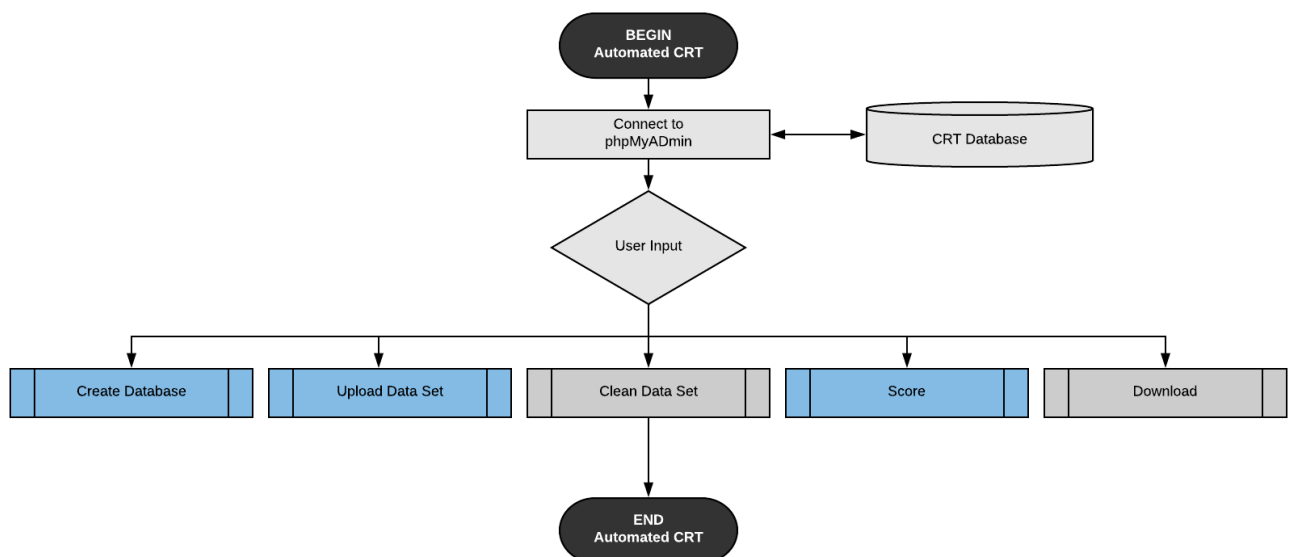 BEGIN
Automated CRT
Connect to
phpMyADmin
CRT Database
User Input
Create Database
Upload Data Set
Clean Data Set
Score
Download
END
Automated CRT